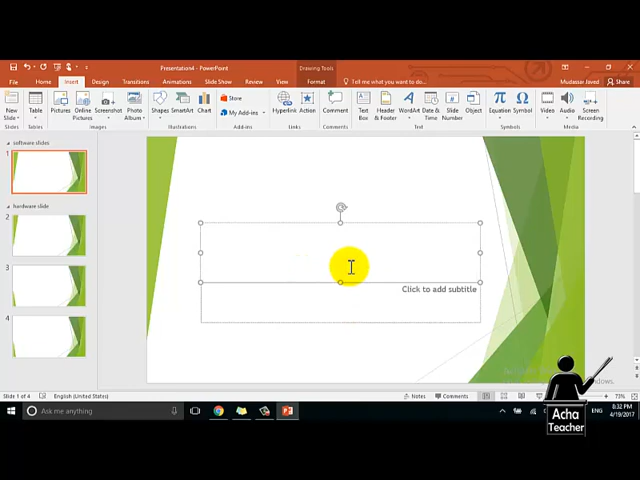 Presentation4 - PowerPoint
Drawing Tools
File Home Insert Design Transitions Animations Slide Show Review View Format Tell me what you want to do... Mudassar Javed Share
New Slide Table Pictures Online Pictures Screenshot Photo Album Shapes SmartArt Chart Store My Add-ins Hyperlink Action Comment Text Box Header & Footer WordArt Date & Time Slide Number Object Equation Symbol Video Audio Screen Recording
Slides Tables Images Illustrations Add-ins Links Comments Text Symbols Media
software slides
1
hardware slide
2
3
4
Click to add subtitle
Slide 1 of 4 English (United States) Notes Comments 73%
Ask me anything
ENG
8:32 PM
4/19/2017
Acha
Teacher